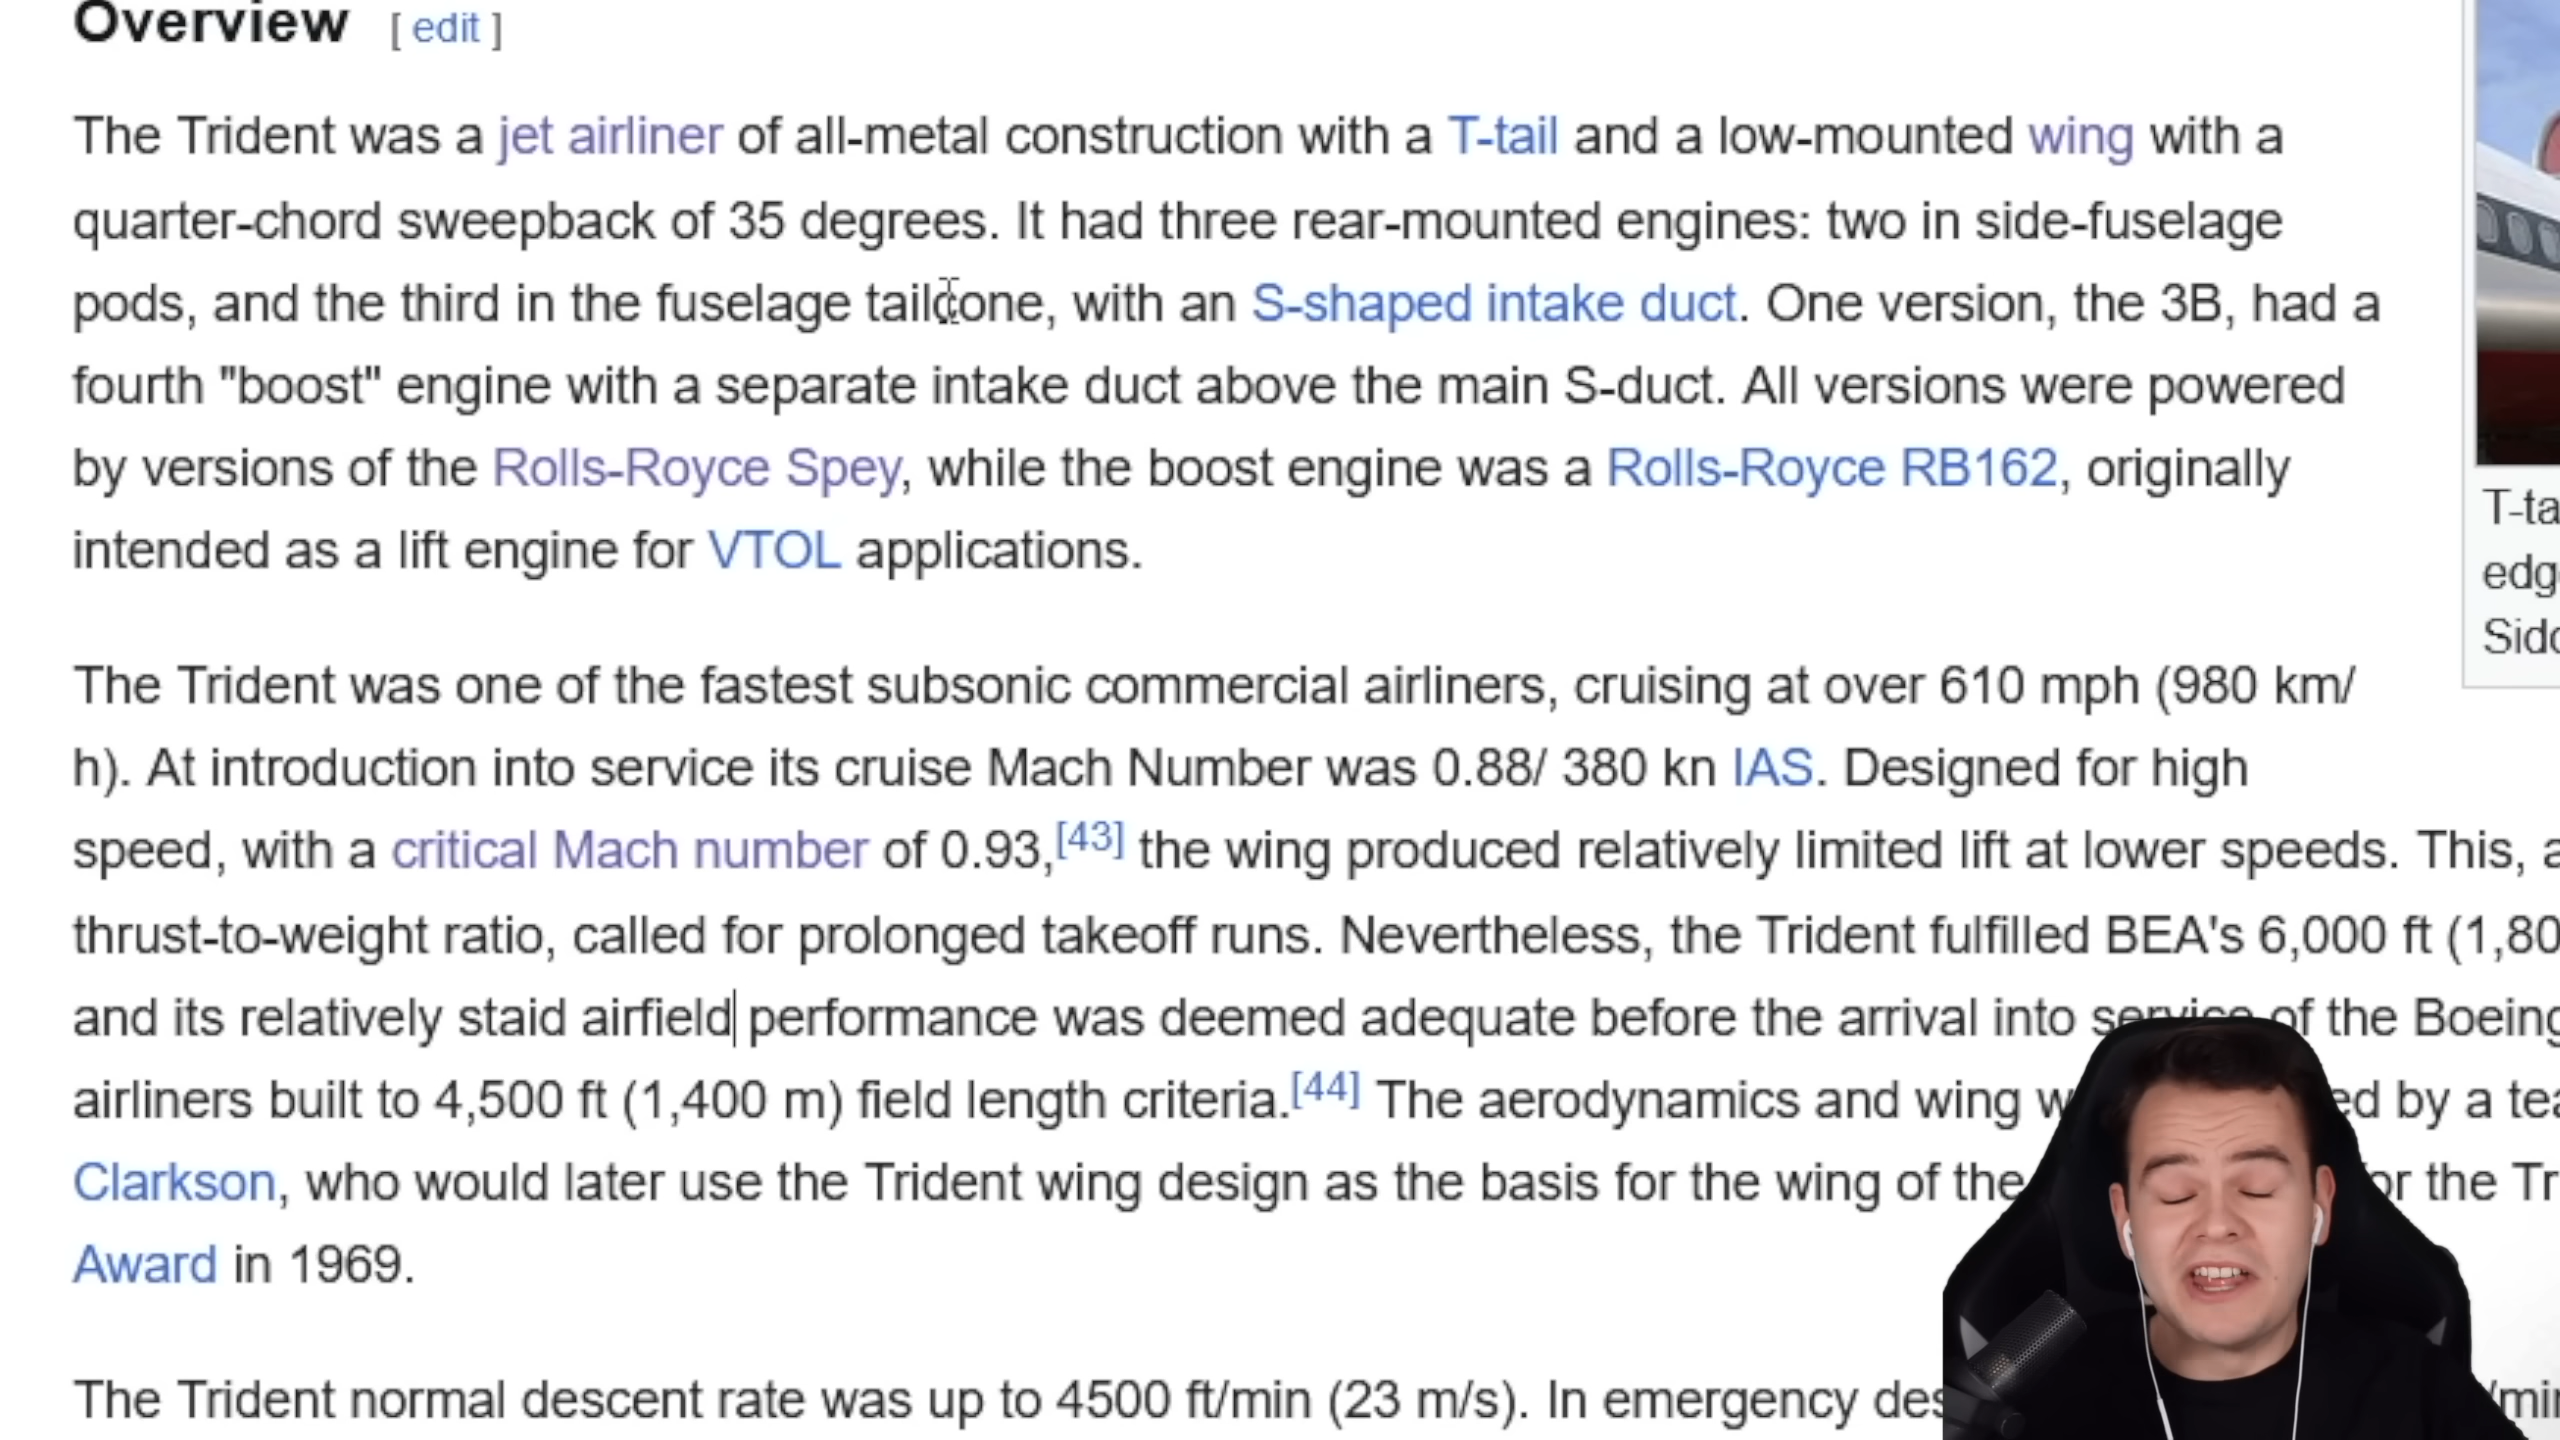 Overview [ edit ]
The Trident was a jet airliner of all-metal construction with a T-tail and a low-mounted wing with a
quarter-chord sweepback of 35 degrees. It had three rear-mounted engines: two in side-fuselage
pods, and the third in the fuselage tailcone, with an S-shaped intake duct. One version, the 3B, had a
fourth "boost" engine with a separate intake duct above the main S-duct. All versions were powered
by versions of the Rolls-Royce Spey, while the boost engine was a Rolls-Royce RB162, originally
intended as a lift engine for VTOL applications.
T-ta
edg
Sidd
The Trident was one of the fastest subsonic commercial airliners, cruising at over 610 mph (980 km/
h). At introduction into service its cruise Mach Number was 0.88/ 380 kn IAS. Designed for high
speed, with a critical Mach number of 0.93,[43] the wing produced relatively limited lift at lower speeds. This, a
thrust-to-weight ratio, called for prolonged takeoff runs. Nevertheless, the Trident fulfilled BEA's 6,000 ft (1,80
and its relatively staid airfield performance was deemed adequate before the arrival into service of the Boeing
airliners built to 4,500 ft (1,400 m) field length criteria.[44] The aerodynamics and wing w ed by a tea
Clarkson, who would later use the Trident wing design as the basis for the wing of the or the Tr
Award in 1969.
The Trident normal descent rate was up to 4500 ft/min (23 m/s). In emergency des /min